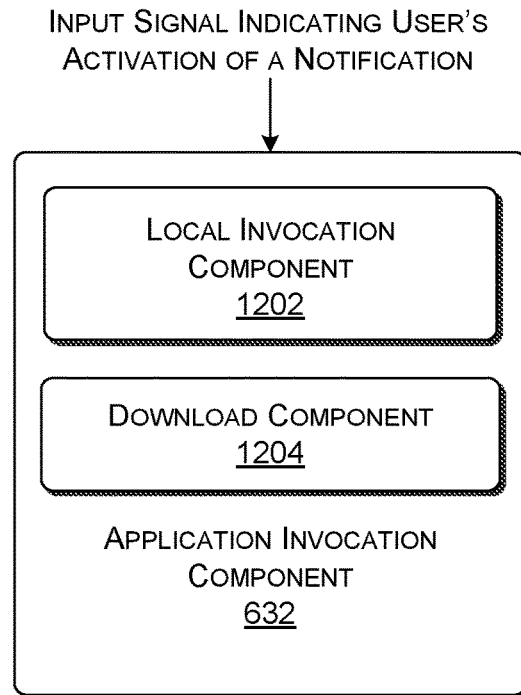 INPUT SIGNAL INDICATING USER'S
ACTIVATION OF A NOTIFICATION
LOCAL INVOCATION
COMPONENT
1202
DOWNLOAD COMPONENT
1204
APPLICATION INVOCATION
COMPONENT
632